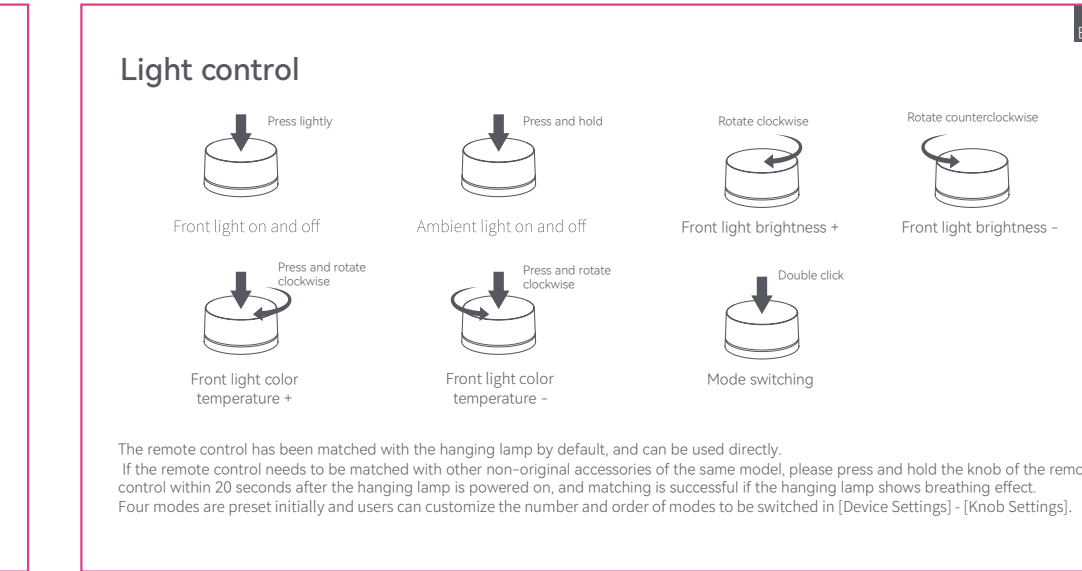 Light control
Press lightly
Press and hold
Rotate clockwise
Rotate counterclockwise
Front light on and off
Ambient light on and off
Front light brightness +
Front light brightness -
Press and rotate
clockwise
Press and rotate
clockwise
Double click
Front light color
temperature +
Front light color
temperature -
Mode switching
The remote control has been matched with the hanging lamp by default, and can be used directly.
If the remote control needs to be matched with other non-original accessories of the same model, please press and hold the knob of the
control within 20 seconds after the hanging lamp is powered on, and matching is successful if the hanging lamp shows breathing effect.
Four modes are preset initially and users can customize the number and order of modes to be switched in [Device Settings] - [Knob Settings].